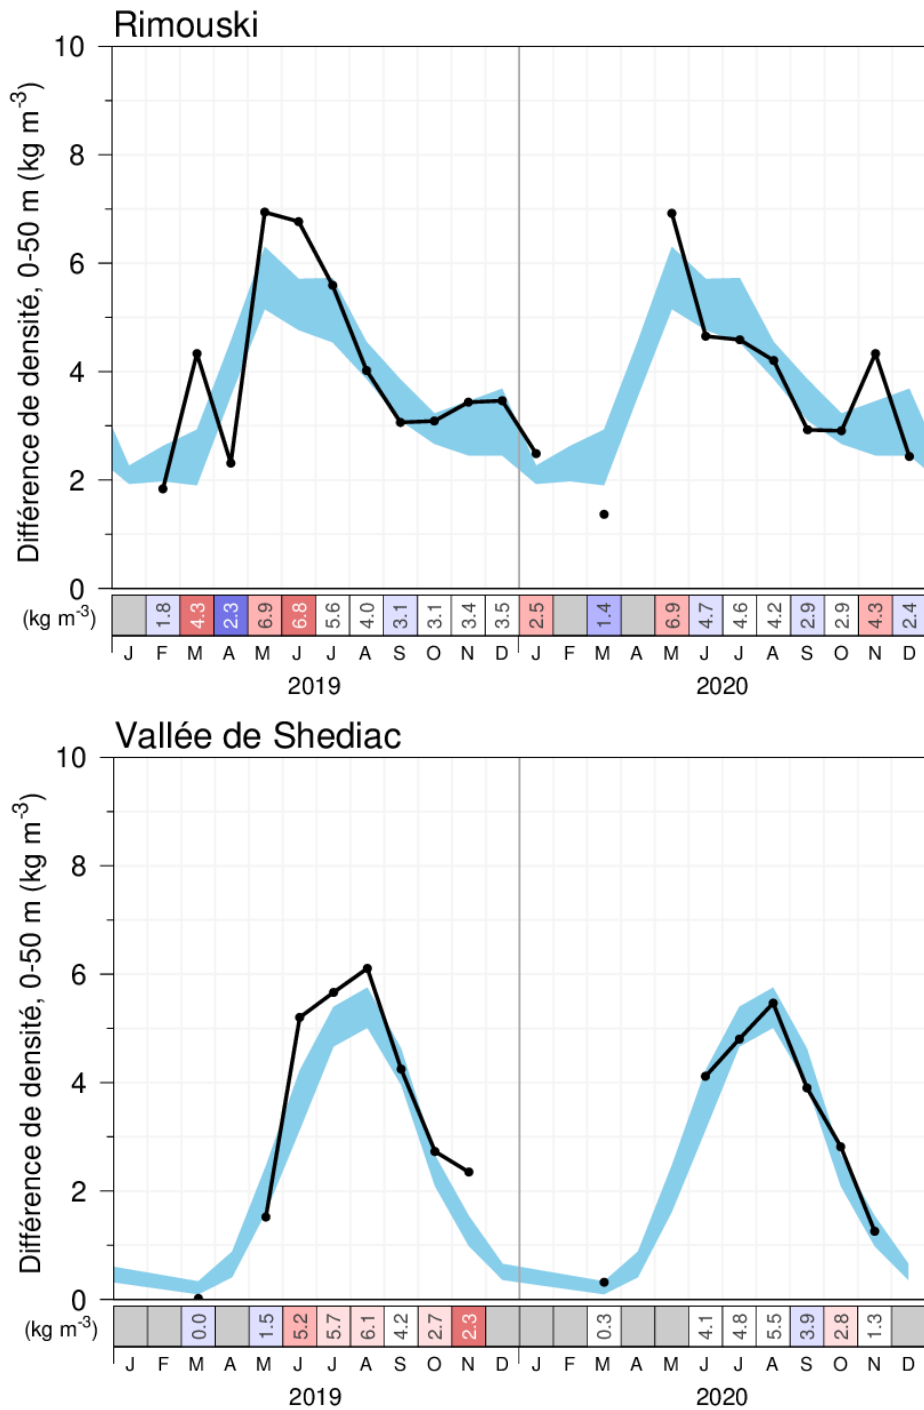 Rimouski
Différence de densité, 0-50 m (kg m-3)
10
8
6
4
2
0
(kg m-3) 1.8 4.3 2.3 6.9 6.8 5.6 4.0 3.1 3.1 3.4 3.5 2.5 1.4 6.9 4.7 4.6 4.2 2.9 2.9 4.3 2.4
J F M A M J J A S O N D J F M A M J J A S O N D
2019 2020
Vallée de Shediac
Différence de densité, 0-50 m (kg m-3)
10
8
6
4
2
0
(kg m-3) 0.0 1.5 5.2 5.7 6.1 4.2 2.7 2.3 0.3 4.1 4.8 5.5 3.9 2.8 1.3
J F M A M J J A S O N D J F M A M J J A S O N D
2019 2020